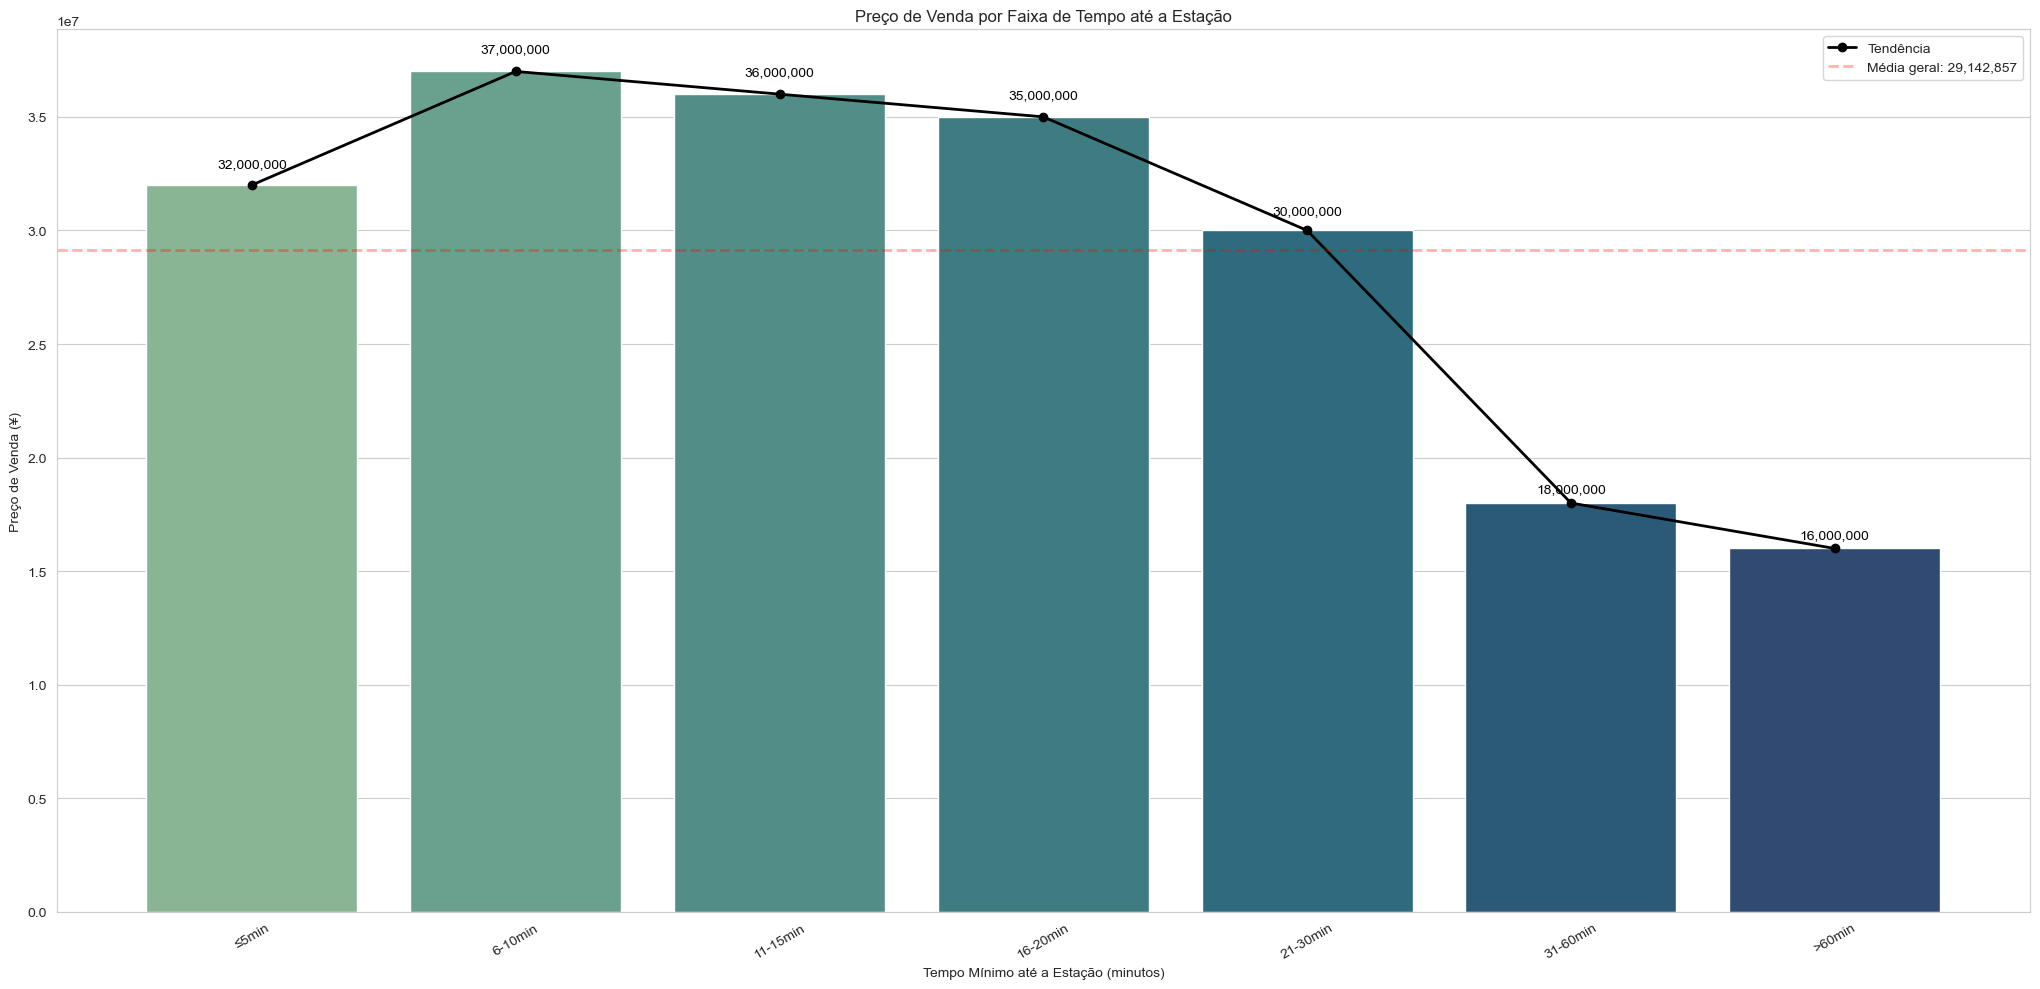 Preço de Venda por Faixa de Tempo até a Estação
1e7
Tendência
Média geral: 29,142,857
37,000,000
36,000,000
35,000,000
32,000,000
30,000,000
18,000,000
16,000,000
3.5
3.0
2.5
2.0
1.5
1.0
0.5
0.0
Preço de Venda (¥)
≤5min
6-10min
11-15min
16-20min
21-30min
31-60min
>60min
Tempo Mínimo até a Estação (minutos)